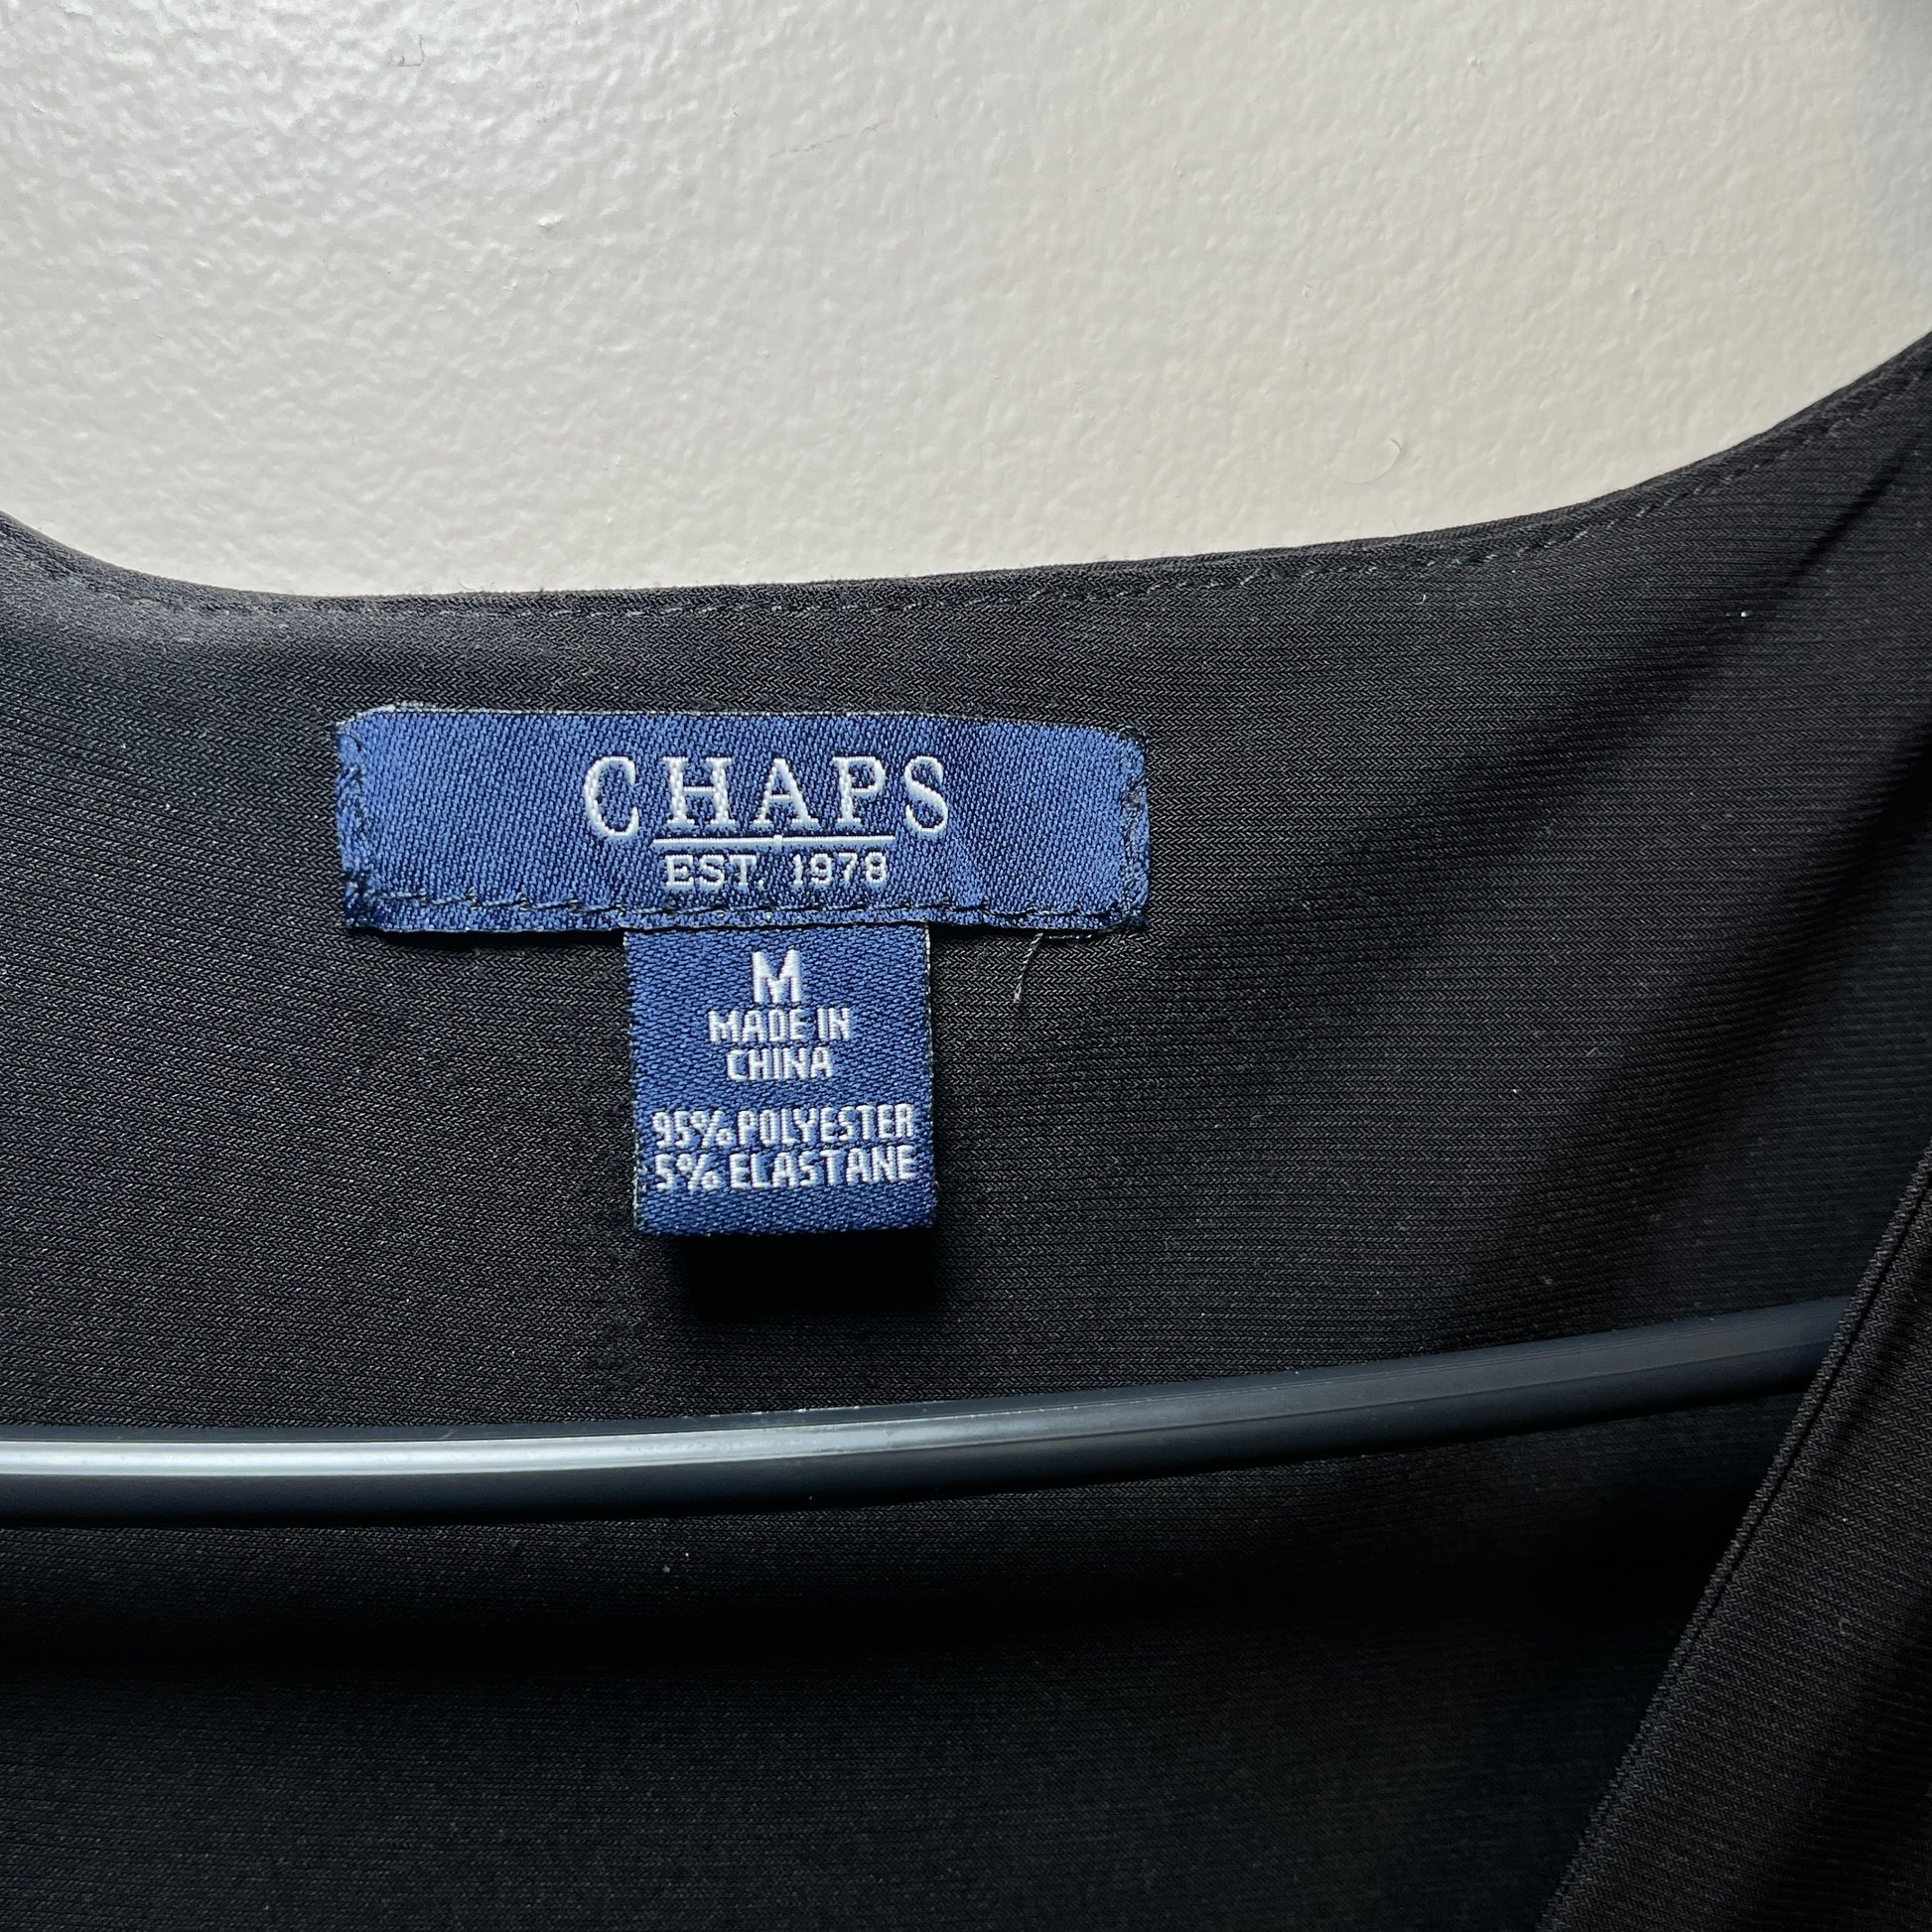 CHAPS
EST. 1978
M
MADE IN
CHINA
95% POLYESTER
5% ELASTANE